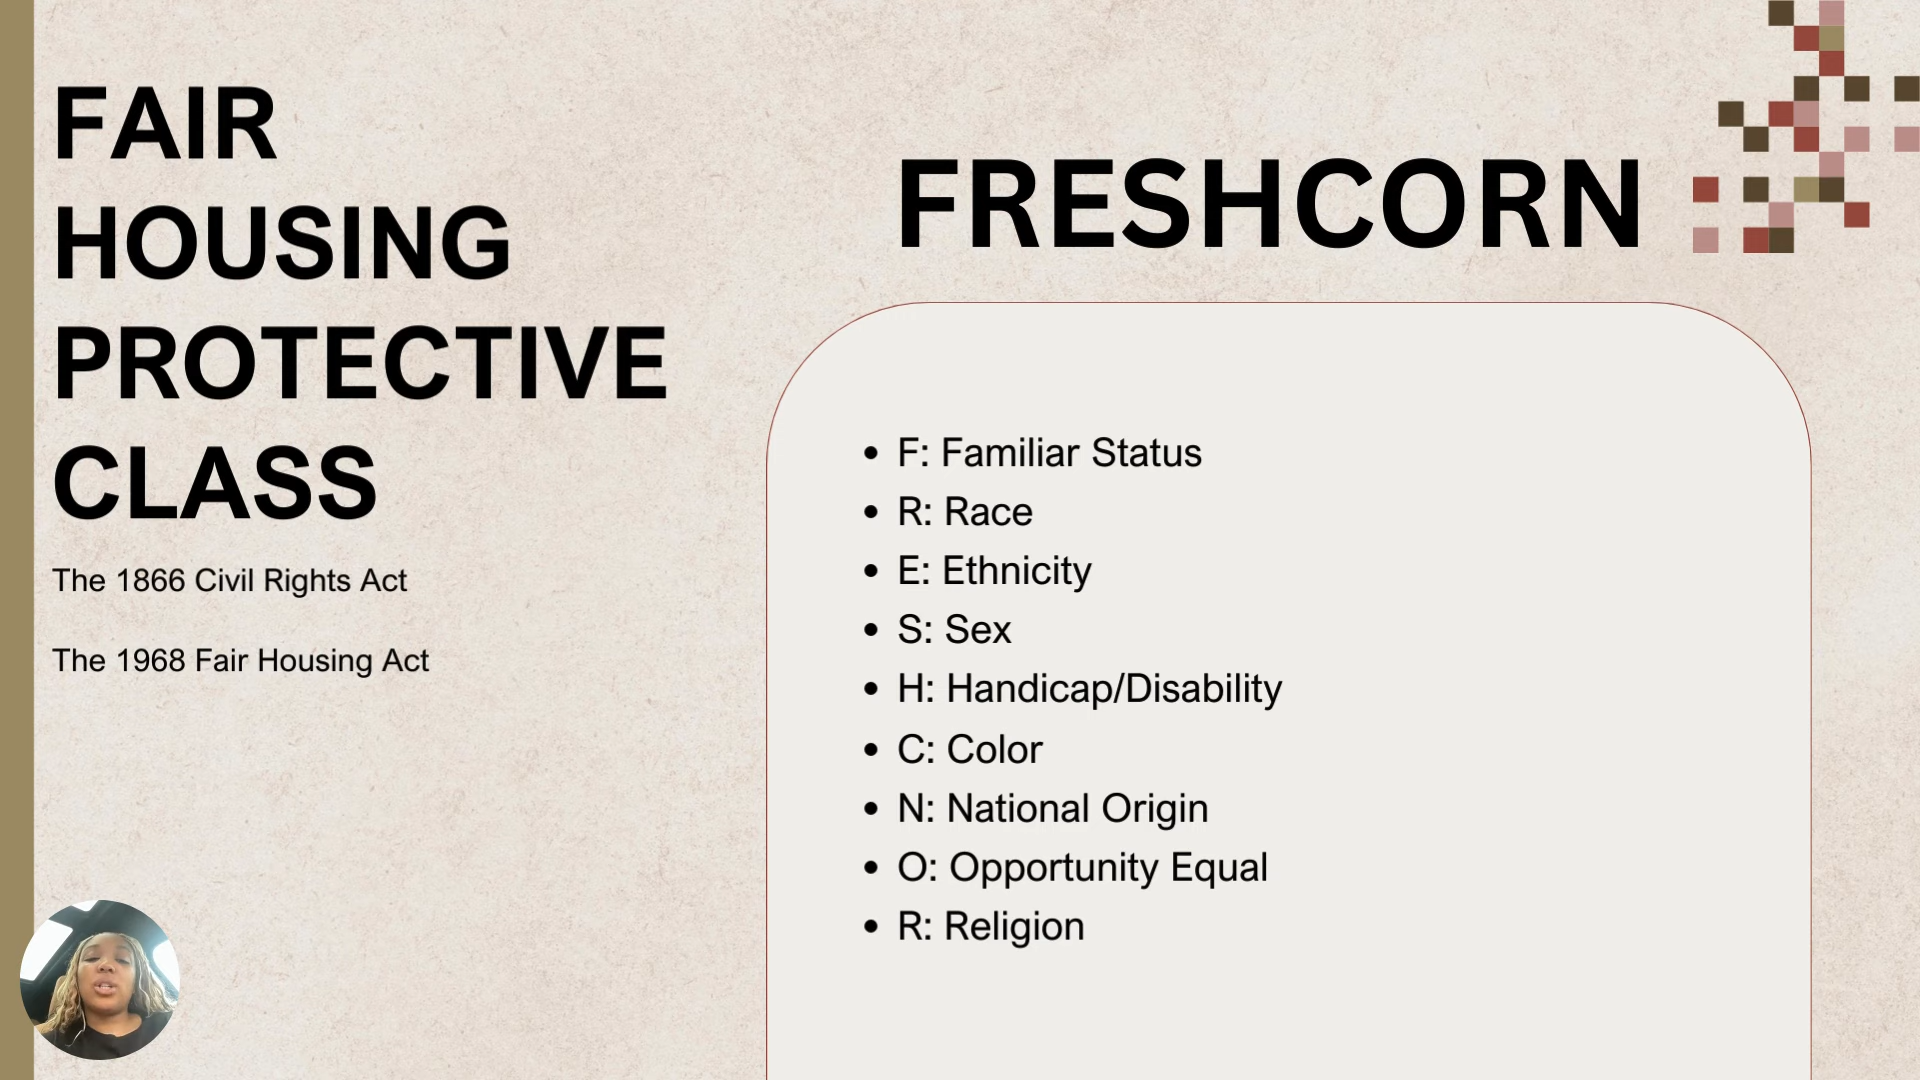 FAIR
HOUSING
PROTECTIVE
CLASS
The 1866 Civil Rights Act
The 1968 Fair Housing Act
FRESHCORN
• F: Familiar Status
• R: Race
• E: Ethnicity
• S: Sex
• H: Handicap/Disability
• C: Color
• N: National Origin
• O: Opportunity Equal
• R: Religion